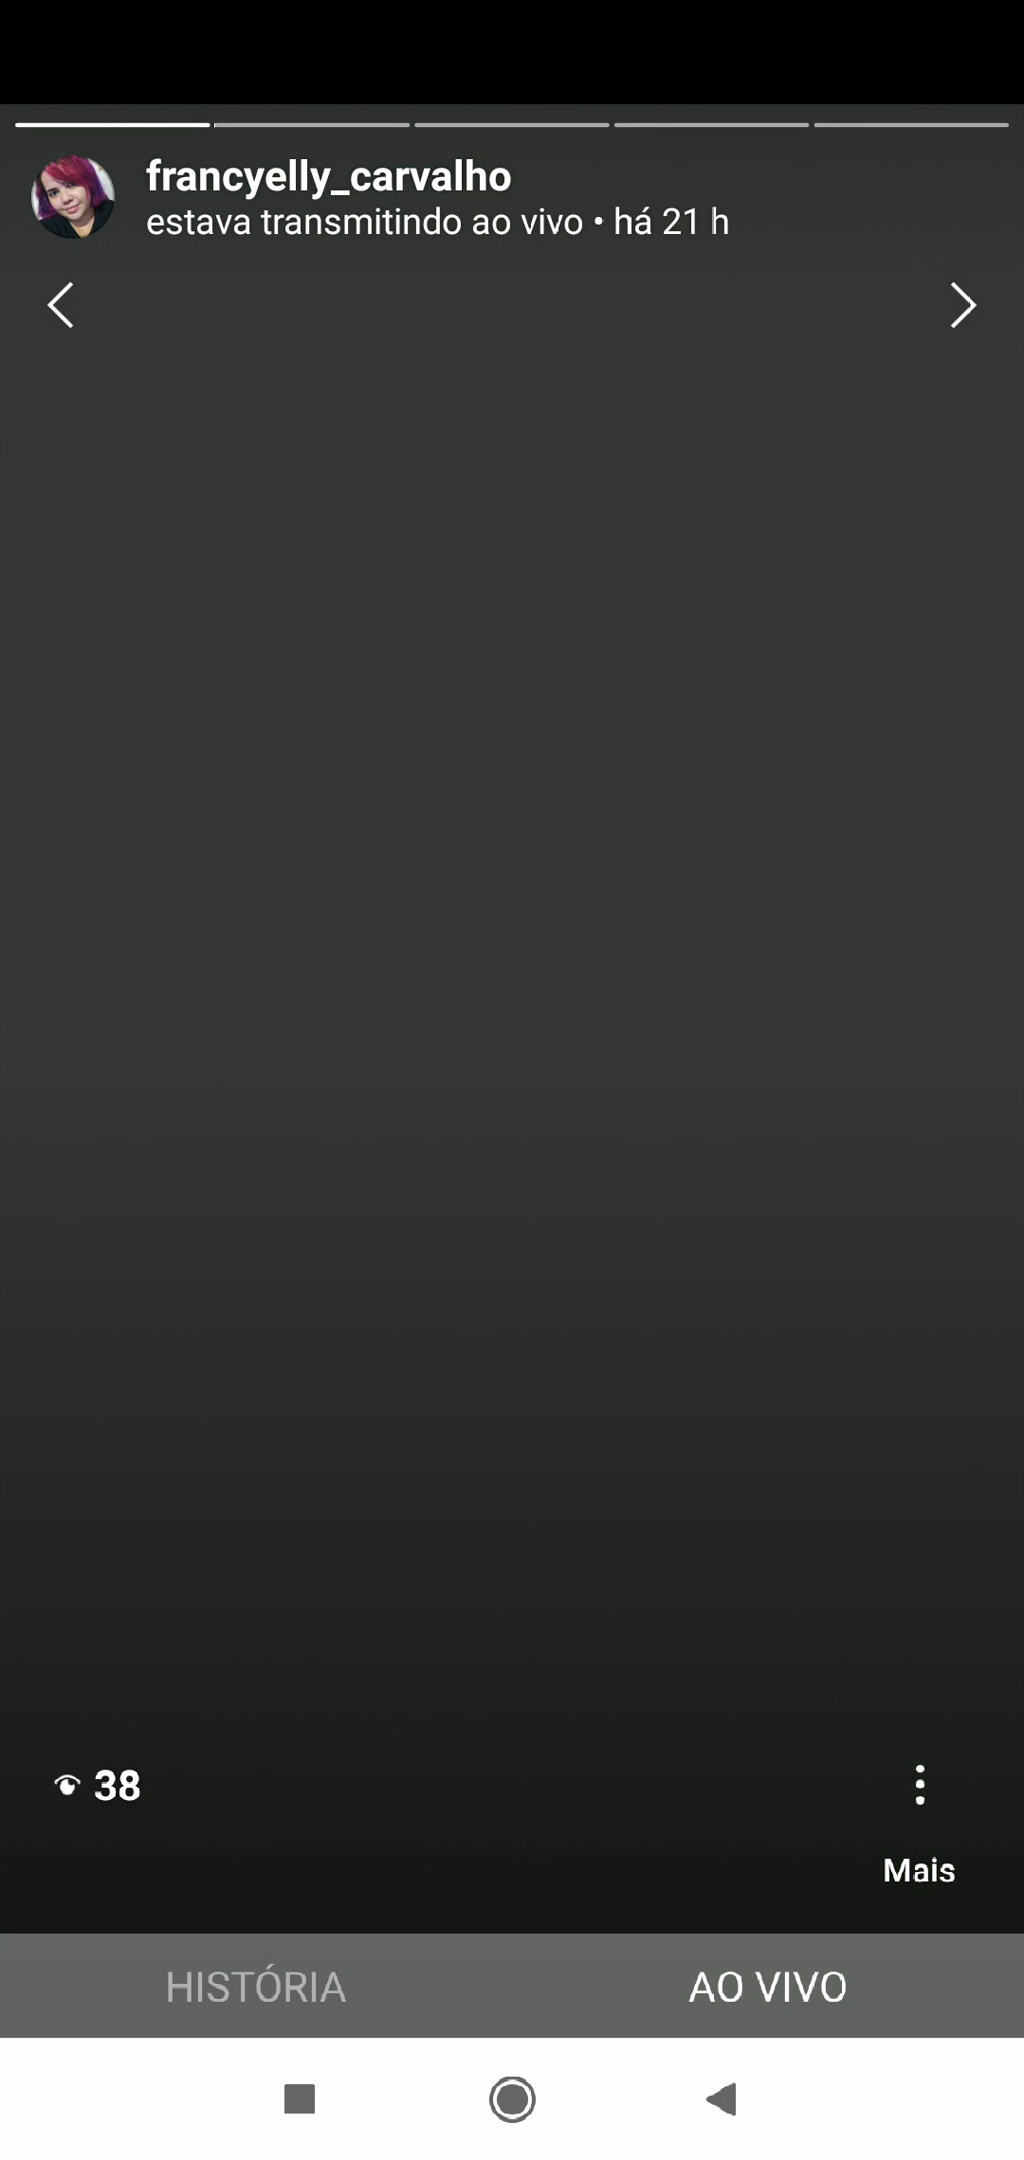 francyelly_carvalho
estava transmitindo ao vivo • há 21 h
38
Mais
HISTÓRIA
AO VIVO